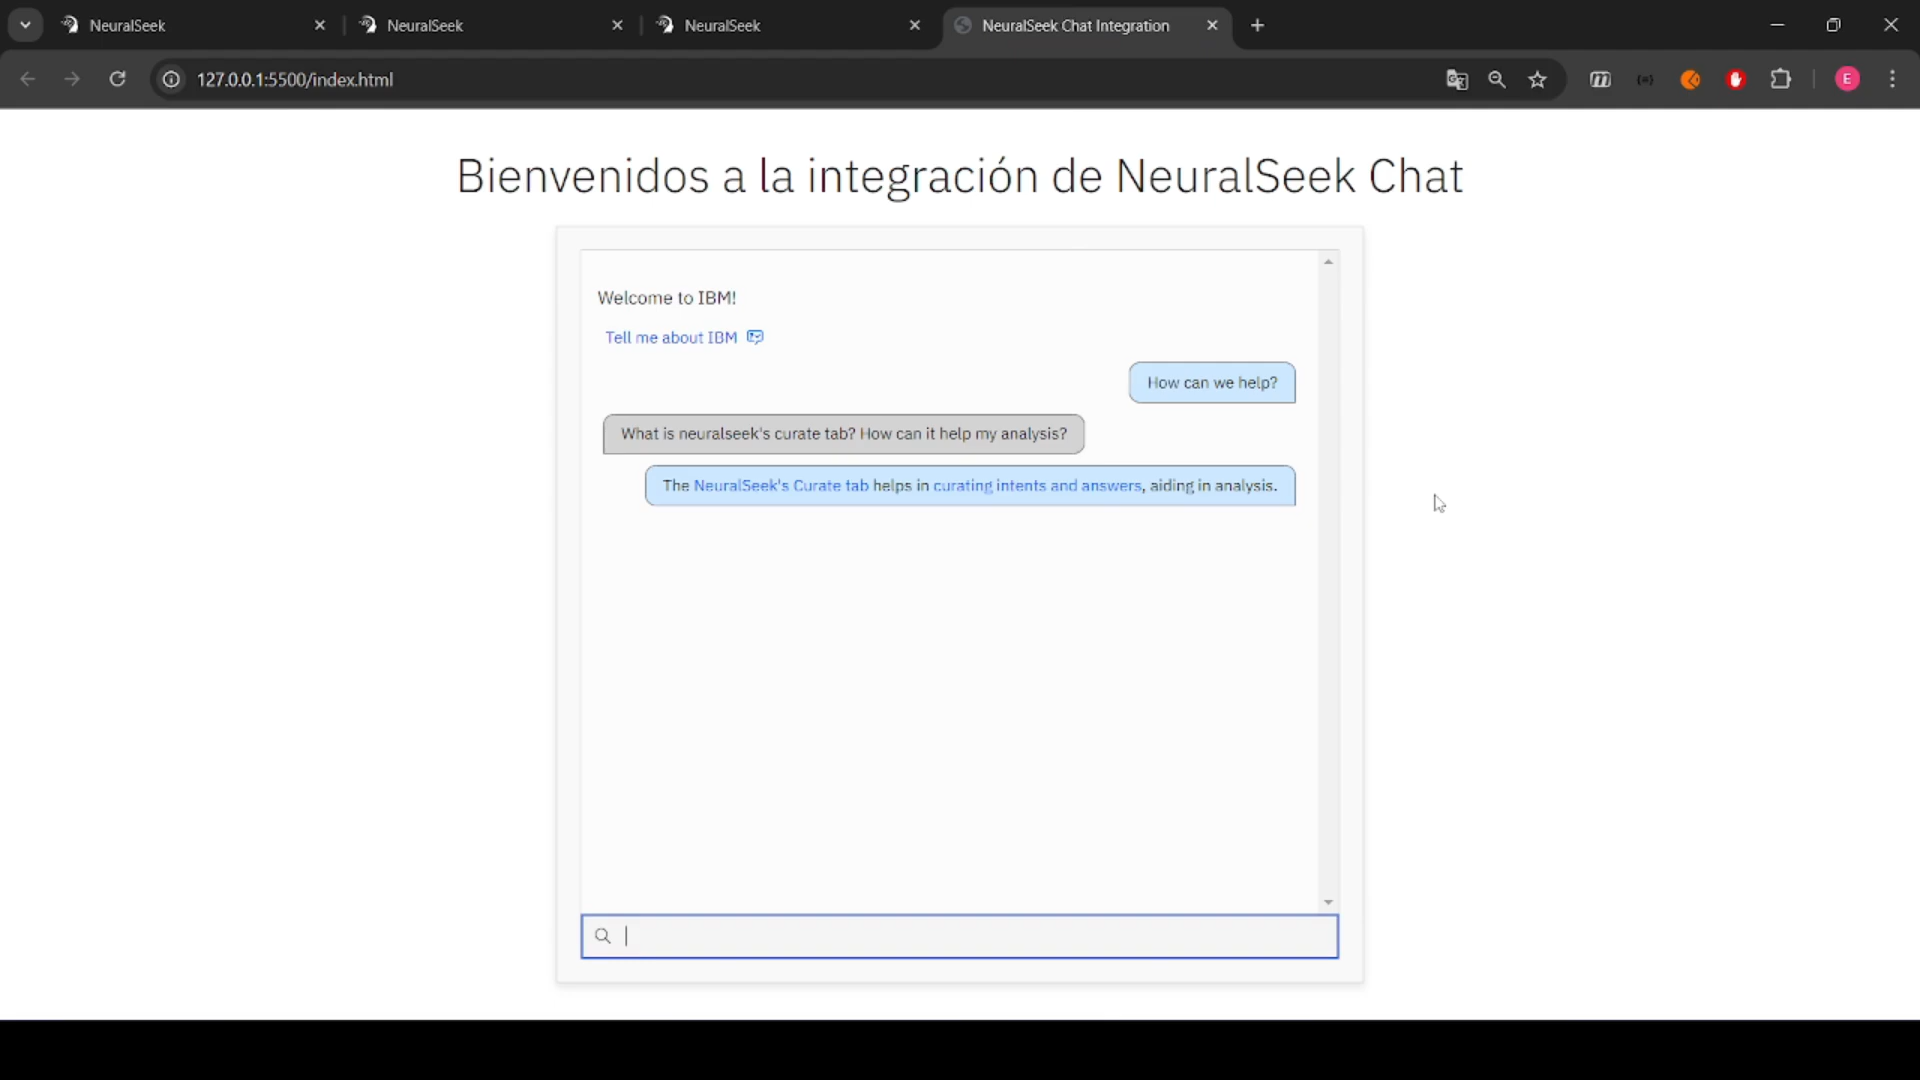 NeuralSeek
NeuralSeek
NeuralSeek
NeuralSeek Chat Integration
127.0.0.1:5500/index.html
E
Bienvenidos a la integración de NeuralSeek Chat
Welcome to IBM!
Tell me about IBM
How can we help?
What is neuralseek's curate tab? How can it help my analysis?
The NeuralSeek's Curate tab helps in curating intents and answers, aiding in analysis.